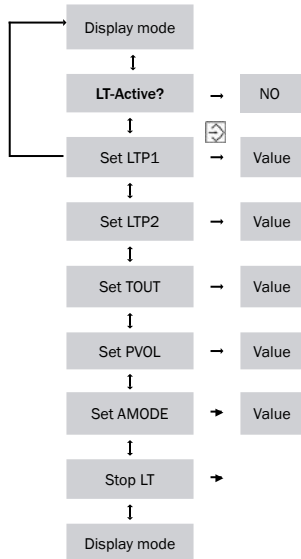 Display mode
LT-Active? NO
Set LTP1 Value
Set LTP2 Value
Set TOUT Value
Set PVOL Value
Set AMODE Value
Stop LT
Display mode